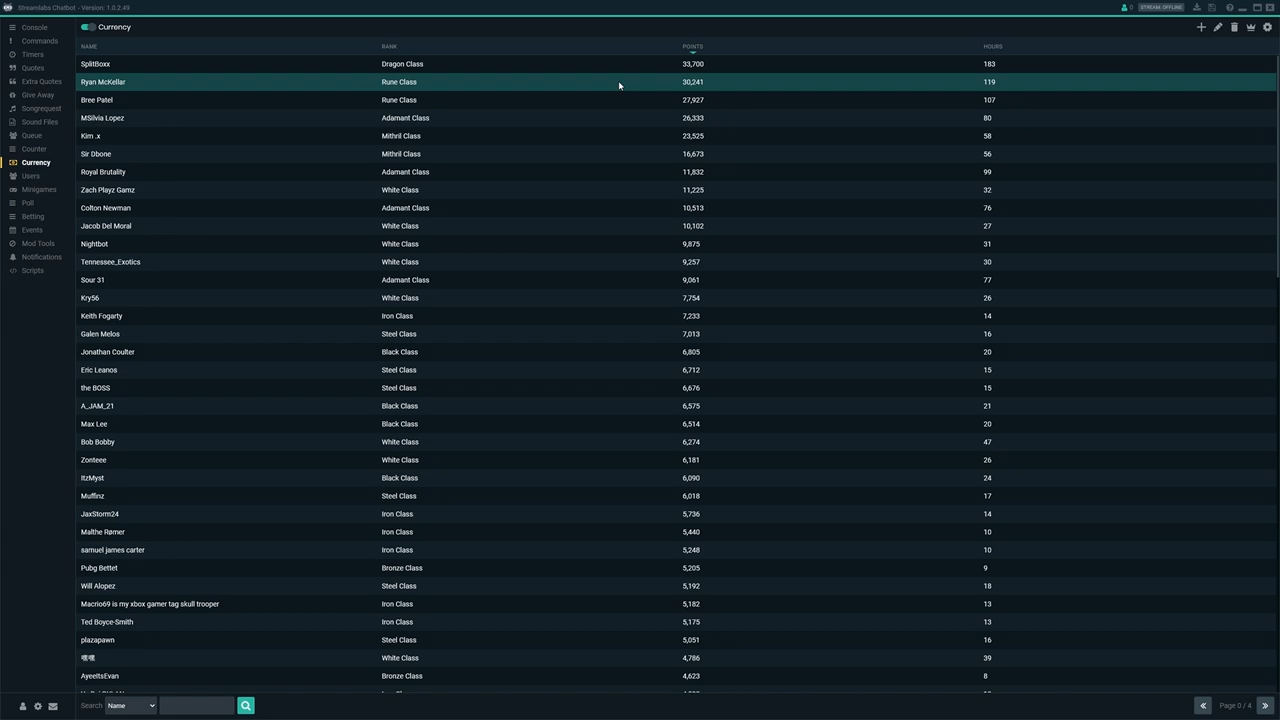 Streamlabs Chatbot - Version: 1.0.2.49 0 STREAM: OFFLINE
Console
Commands
Timers
Quotes
Extra Quotes
Give Away
Songrequest
Sound Files
Queue
Counter
Currency
Users
Minigames
Poll
Betting
Events
Mod Tools
Notifications
Scripts
Currency
NAME RANK POINTS HOURS
SplitBoxx Dragon Class 33,700 183
Ryan McKellar Rune Class 30,241 119
Bree Patel Rune Class 27,927 107
MSilvia Lopez Adamant Class 26,333 80
Kim .x Mithril Class 23,525 58
Sir Dbone Mithril Class 16,673 56
Royal Brutality Adamant Class 11,832 99
Zach Playz Gamz White Class 11,225 32
Colton Newman Adamant Class 10,513 76
Jacob Del Moral White Class 10,102 27
Nightbot White Class 9,875 31
Tennessee_Exotics White Class 9,257 30
Sour 31 Adamant Class 9,061 77
Kry56 White Class 7,754 26
Keith Fogarty Iron Class 7,233 14
Galen Melos Steel Class 7,013 16
Jonathan Coulter Black Class 6,805 20
Eric Leanos Steel Class 6,712 15
the BOSS Steel Class 6,676 15
A_JAM_21 Black Class 6,575 21
Max Lee Black Class 6,514 20
Bob Bobby White Class 6,274 47
Zonteee White Class 6,181 26
ItzMyst Black Class 6,090 24
Muffinz Steel Class 6,018 17
JaxStorm24 Iron Class 5,736 14
Malthe Rømer Iron Class 5,440 10
samuel james carter Iron Class 5,248 10
Pubg Bettet Bronze Class 5,205 9
Will Alopez Steel Class 5,192 18
Macrio69 is my xbox gamer tag skull trooper Iron Class 5,182 13
Ted Boyce-Smith Iron Class 5,175 13
plazapawn Steel Class 5,051 16
嘿嘿 White Class 4,786 39
AyeeItsEvan Bronze Class 4,623 8
Search Name Page 0 / 4